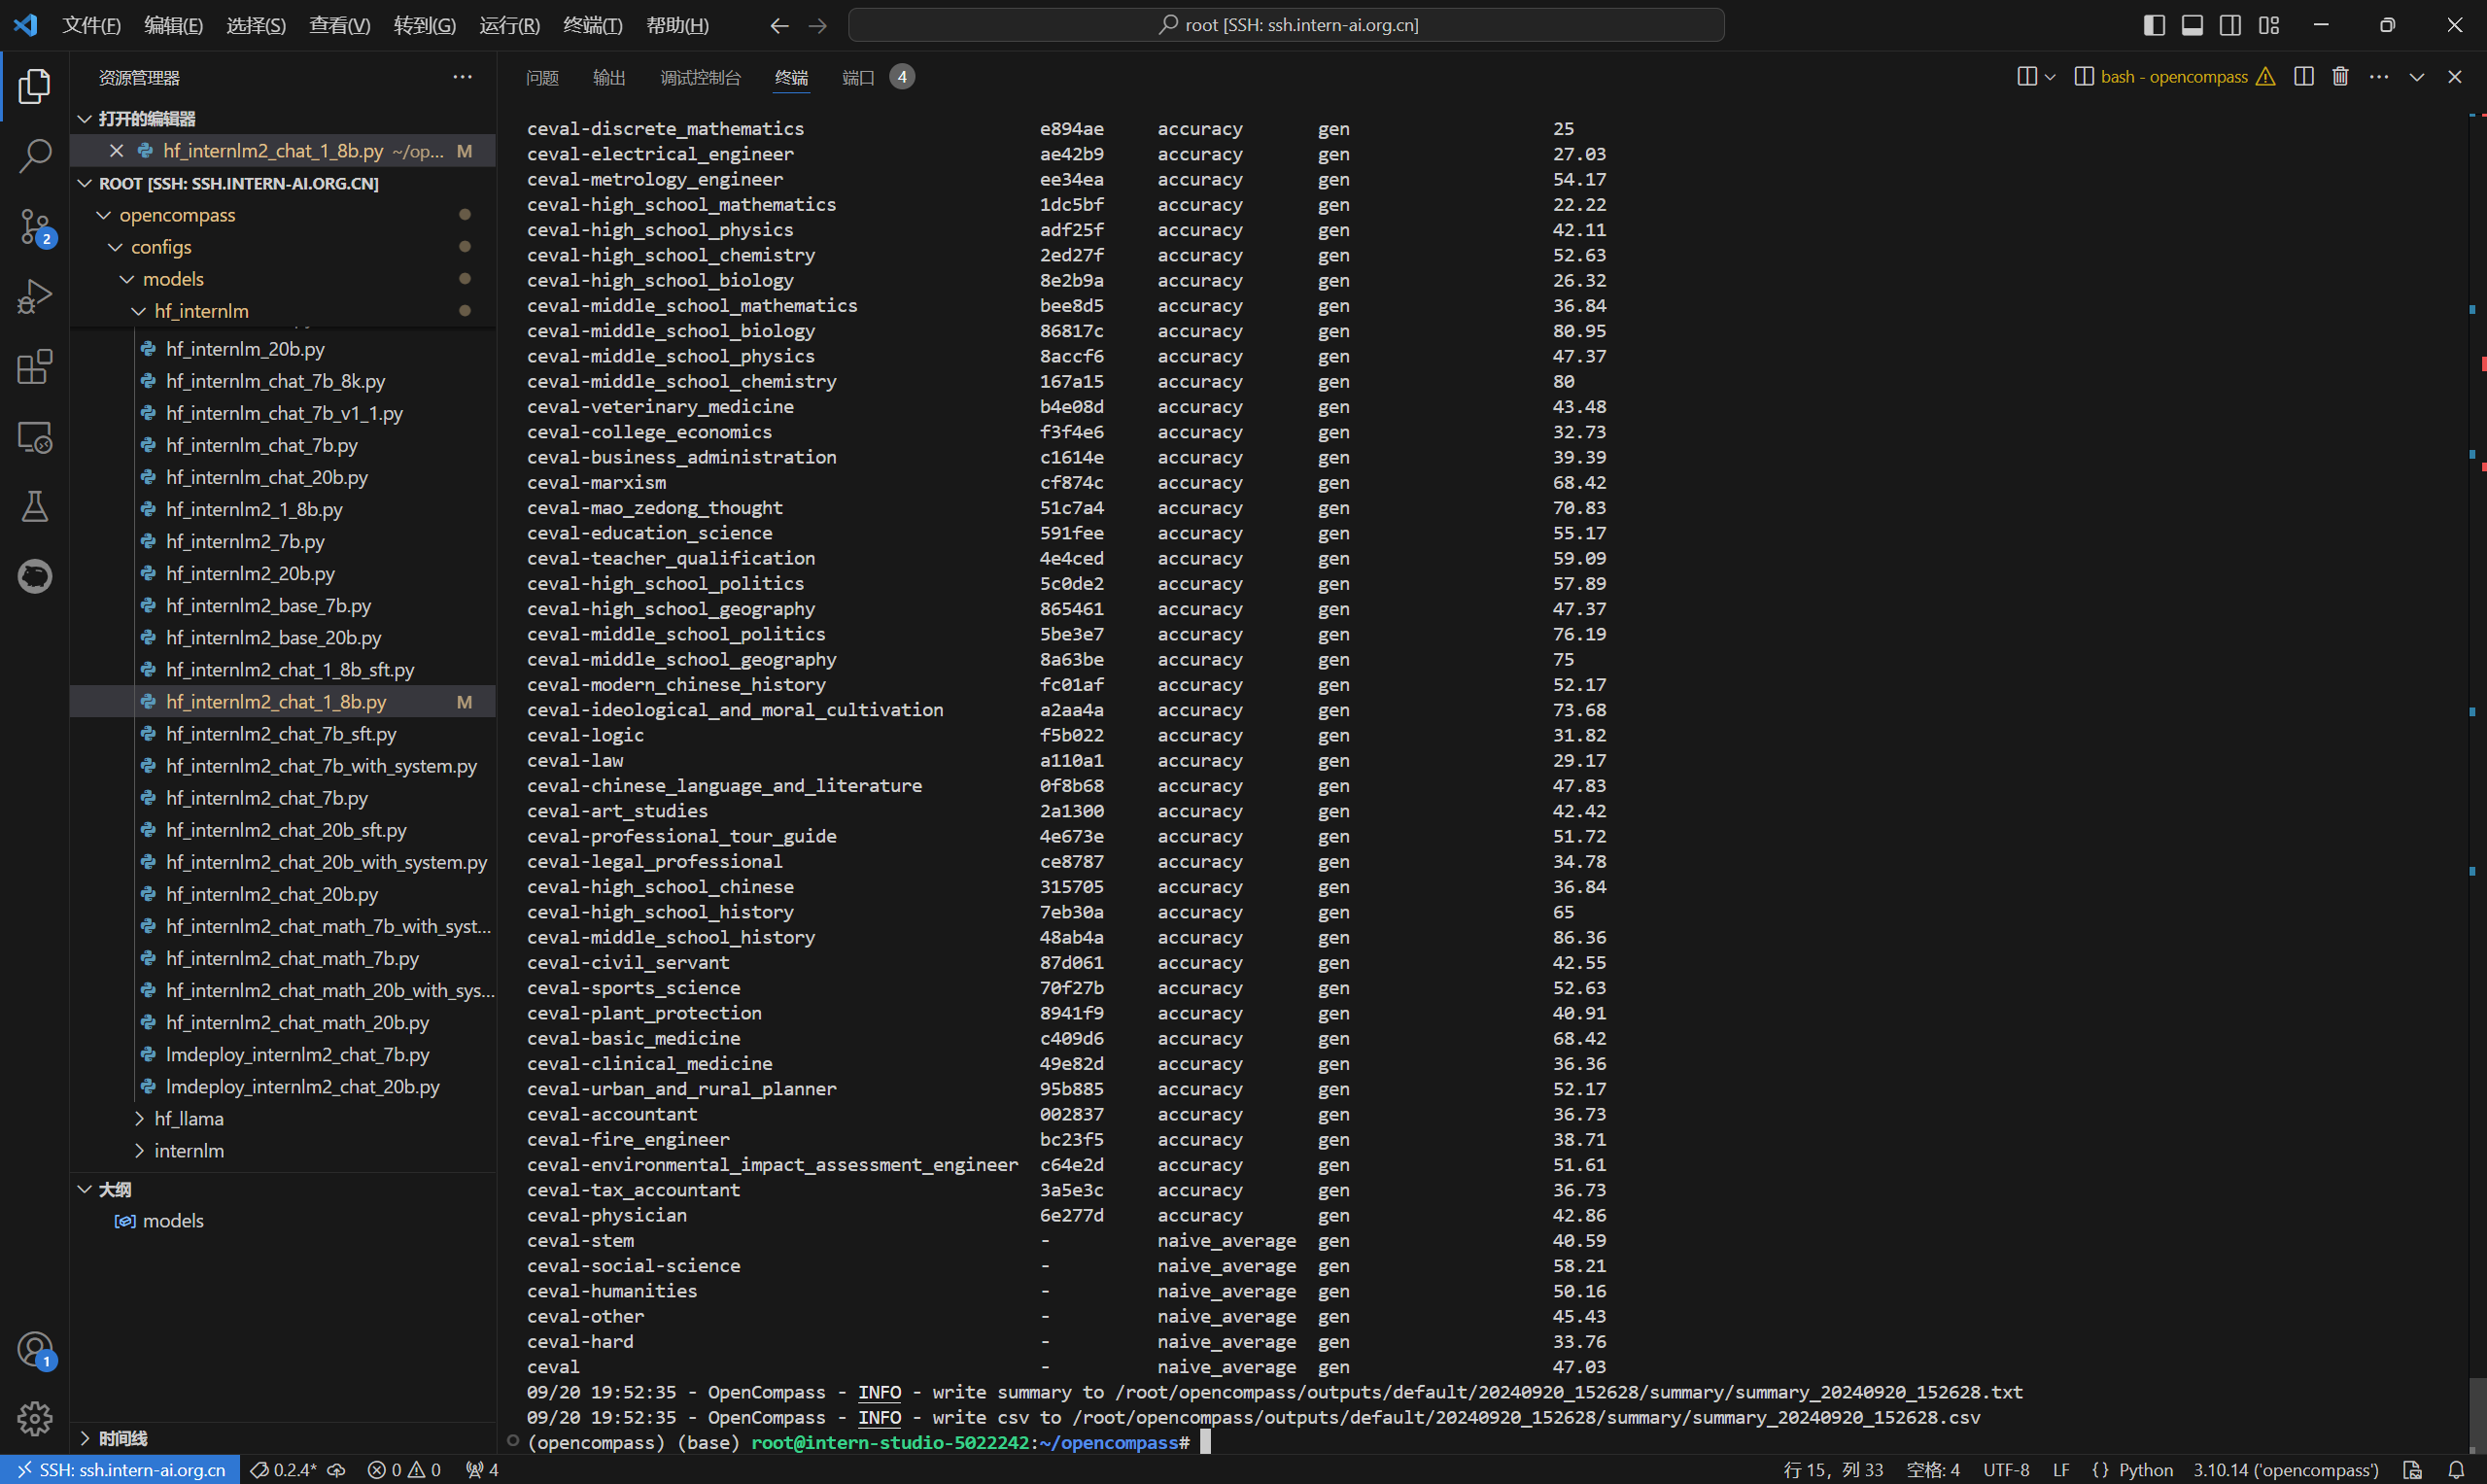 文件(F) 编辑(E) 选择(S) 查看(V) 转到(G) 运行(R) 终端(T) 帮助(H)
root [SSH: ssh.intern-ai.org.cn]
资源管理器
打开的编辑器
hf_internlm2_chat_1_8b.py ~/op... M
ROOT [SSH: SSH.INTERN-AI.ORG.CN]
opencompass
configs
models
hf_internlm
hf_internlm_20b.py
hf_internlm_chat_7b_8k.py
hf_internlm_chat_7b_v1_1.py
hf_internlm_chat_7b.py
hf_internlm_chat_20b.py
hf_internlm2_1_8b.py
hf_internlm2_7b.py
hf_internlm2_20b.py
hf_internlm2_base_7b.py
hf_internlm2_base_20b.py
hf_internlm2_chat_1_8b_sft.py
hf_internlm2_chat_1_8b.py M
hf_internlm2_chat_7b_sft.py
hf_internlm2_chat_7b_with_system.py
hf_internlm2_chat_7b.py
hf_internlm2_chat_20b_sft.py
hf_internlm2_chat_20b_with_system.py
hf_internlm2_chat_20b.py
hf_internlm2_chat_math_7b_with_syst...
hf_internlm2_chat_math_7b.py
hf_internlm2_chat_math_20b_with_sys...
hf_internlm2_chat_math_20b.py
lmdeploy_internlm2_chat_7b.py
lmdeploy_internlm2_chat_20b.py
hf_llama
internlm
大纲
models
时间线
2
1
问题 输出 调试控制台 终端 端口 4
bash - opencompass
ceval-discrete_mathematics e894ae accuracy gen 25
ceval-electrical_engineer ae42b9 accuracy gen 27.03
ceval-metrology_engineer ee34ea accuracy gen 54.17
ceval-high_school_mathematics 1dc5bf accuracy gen 22.22
ceval-high_school_physics adf25f accuracy gen 42.11
ceval-high_school_chemistry 2ed27f accuracy gen 52.63
ceval-high_school_biology 8e2b9a accuracy gen 26.32
ceval-middle_school_mathematics bee8d5 accuracy gen 36.84
ceval-middle_school_biology 86817c accuracy gen 80.95
ceval-middle_school_physics 8accf6 accuracy gen 47.37
ceval-middle_school_chemistry 167a15 accuracy gen 80
ceval-veterinary_medicine b4e08d accuracy gen 43.48
ceval-college_economics f3f4e6 accuracy gen 32.73
ceval-business_administration c1614e accuracy gen 39.39
ceval-marxism cf874c accuracy gen 68.42
ceval-mao_zedong_thought 51c7a4 accuracy gen 70.83
ceval-education_science 591fee accuracy gen 55.17
ceval-teacher_qualification 4e4ced accuracy gen 59.09
ceval-high_school_politics 5c0de2 accuracy gen 57.89
ceval-high_school_geography 865461 accuracy gen 47.37
ceval-middle_school_politics 5be3e7 accuracy gen 76.19
ceval-middle_school_geography 8a63be accuracy gen 75
ceval-modern_chinese_history fc01af accuracy gen 52.17
ceval-ideological_and_moral_cultivation a2aa4a accuracy gen 73.68
ceval-logic f5b022 accuracy gen 31.82
ceval-law a110a1 accuracy gen 29.17
ceval-chinese_language_and_literature 0f8b68 accuracy gen 47.83
ceval-art_studies 2a1300 accuracy gen 42.42
ceval-professional_tour_guide 4e673e accuracy gen 51.72
ceval-legal_professional ce8787 accuracy gen 34.78
ceval-high_school_chinese 315705 accuracy gen 36.84
ceval-high_school_history 7eb30a accuracy gen 65
ceval-middle_school_history 48ab4a accuracy gen 86.36
ceval-civil_servant 87d061 accuracy gen 42.55
ceval-sports_science 70f27b accuracy gen 52.63
ceval-plant_protection 8941f9 accuracy gen 40.91
ceval-basic_medicine c409d6 accuracy gen 68.42
ceval-clinical_medicine 49e82d accuracy gen 36.36
ceval-urban_and_rural_planner 95b885 accuracy gen 52.17
ceval-accountant 002837 accuracy gen 36.73
ceval-fire_engineer bc23f5 accuracy gen 38.71
ceval-environmental_impact_assessment_engineer c64e2d accuracy gen 51.61
ceval-tax_accountant 3a5e3c accuracy gen 36.73
ceval-physician 6e277d accuracy gen 42.86
ceval-stem - naive_average gen 40.59
ceval-social-science - naive_average gen 58.21
ceval-humanities - naive_average gen 50.16
ceval-other - naive_average gen 45.43
ceval-hard - naive_average gen 33.76
ceval - naive_average gen 47.03
09/20 19:52:35 - OpenCompass - INFO - write summary to /root/opencompass/outputs/default/20240920_152628/summary/summary_20240920_152628.txt
09/20 19:52:35 - OpenCompass - INFO - write csv to /root/opencompass/outputs/default/20240920_152628/summary/summary_20240920_152628.csv
(opencompass) (base) root@intern-studio-5022242:~/opencompass#
SSH: ssh.intern-ai.org.cn 0.2.4* 0 0 4 行 15, 列 33 空格: 4 UTF-8 LF {} Python 3.10.14 ('opencompass')